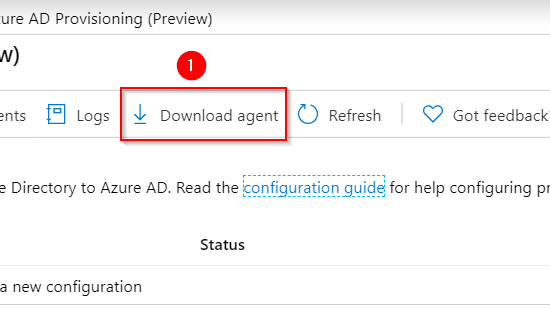 ure AD Provisioning (Preview)
w)
1
ents Logs Download agent Refresh Got feedback?
e Directory to Azure AD. Read the configuration guide for help configuring pr
Status
a new configuration